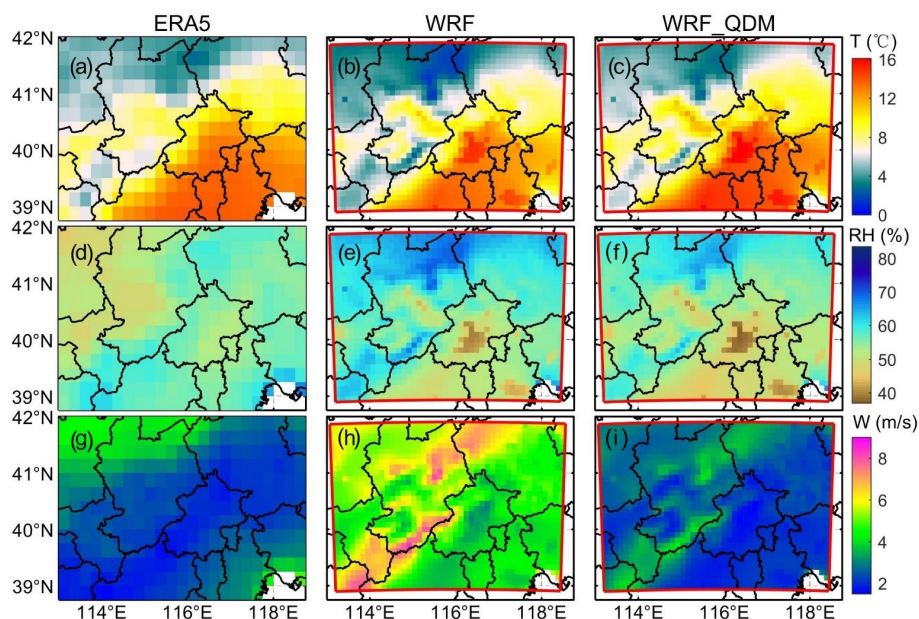 ERA5 WRF WRF_QDM
42°N (a) (b) (c) T (℃)
16
41°N
12
40°N 8
4
39°N 0
42°N (d) (e) (f) RH (%)
80
41°N 70
60
40°N 50
39°N 40
42°N (g) (h) (i) W (m/s)
8
41°N
6
40°N 4
39°N 2
114°E 116°E 118°E 114°E 116°E 118°E 114°E 116°E 118°E